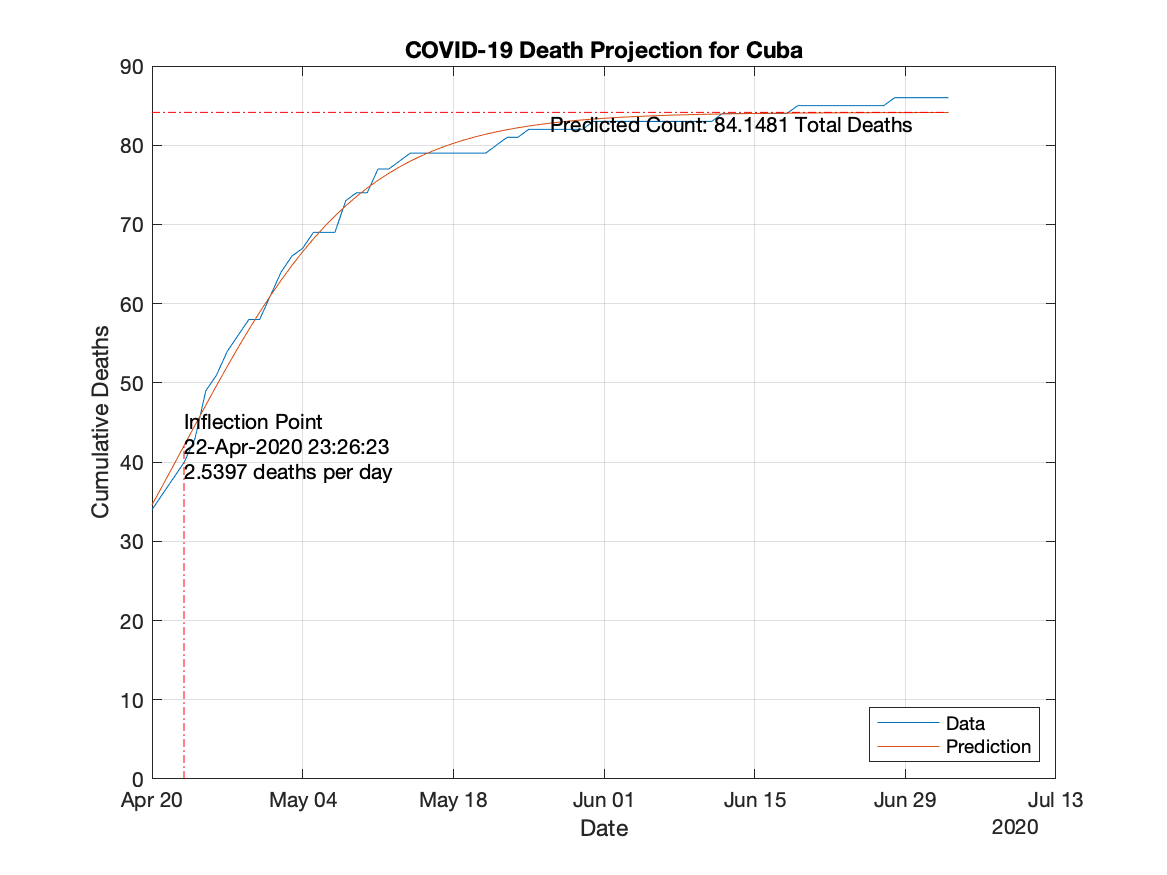 COVID-19 Death Projection for Cuba
90
80
70
60
50
40
30
20
10
0
Cumulative Deaths
Predicted Count: 84.1481 Total Deaths
Inflection Point
22-Apr-2020 23:26:23
2.5397 deaths per day
Data
Prediction
Apr 20 May 04 May 18 Jun 01 Jun 15 Jun 29 Jul 13
Date
2020